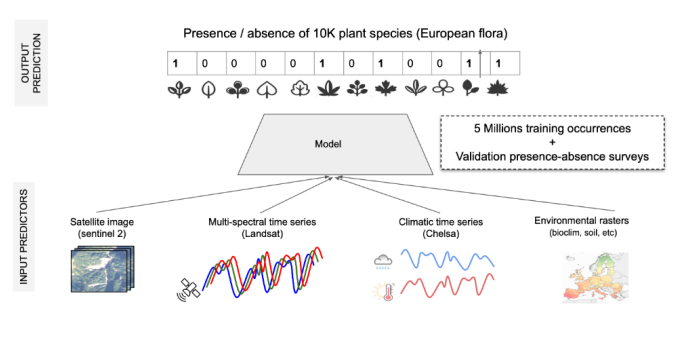 OUTPUT
PREDICTION
Presence / absence of 10K plant species (European flora)
1 0 0 0 0 1 0 1 0 0 1 1
Model
5 Millions training occurrences
+
Validation presence-absence surveys
INPUT PREDICTORS
Satellite image
(sentinel 2)
Multi-spectral time series
(Landsat)
Climatic time series
(Chelsa)
Environmental rasters
(bioclim, soil, etc)